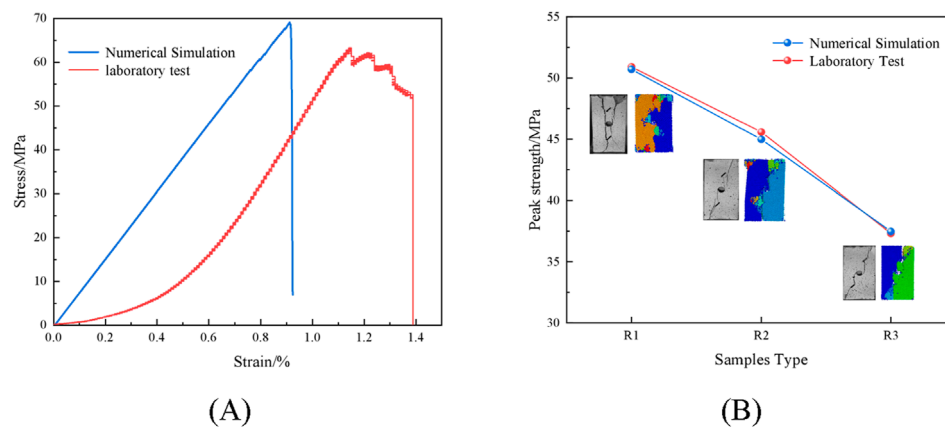 70
60
50
40
30
20
10
0
Stress/MPa
Numerical Simulation
laboratory test
0.0 0.2 0.4 0.6 0.8 1.0 1.2 1.4
Strain/%
(A)
50
45
40
35
30
Peak strength/MPa
Numerical Simulation
Laboratory Test
R1 R2 R3
Samples Type
(B)